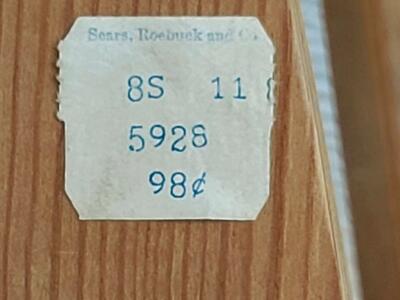 Sears, Roebuck and Co.
8S 11
5928
98¢